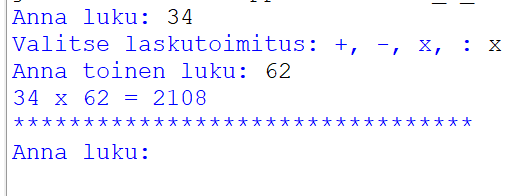 Anna luku: 34
Valitse laskutoimitus: +, -, x, : x
Anna toinen luku: 62
34 x 62 = 2108
*********************************
Anna luku: